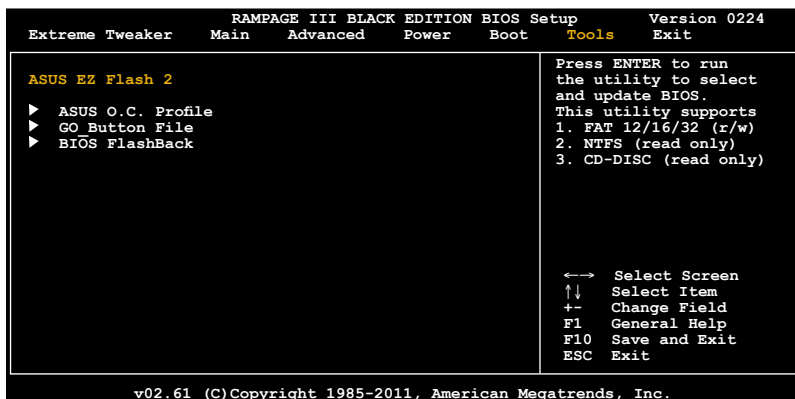 RAMPAGE III BLACK EDITION BIOS Setup Version 0224
Extreme Tweaker Main Advanced Power Boot Tools Exit
ASUS EZ Flash 2
ASUS O.C. Profile
GO_Button File
BIOS FlashBack
Press ENTER to run
the utility to select
and update BIOS.
This utility supports
1. FAT 12/16/32 (r/w)
2. NTFS (read only)
3. CD-DISC (read only)
←→ Select Screen
↑↓ Select Item
+- Change Field
F1 General Help
F10 Save and Exit
ESC Exit
v02.61 (C)Copyright 1985-2011, American Megatrends, Inc.